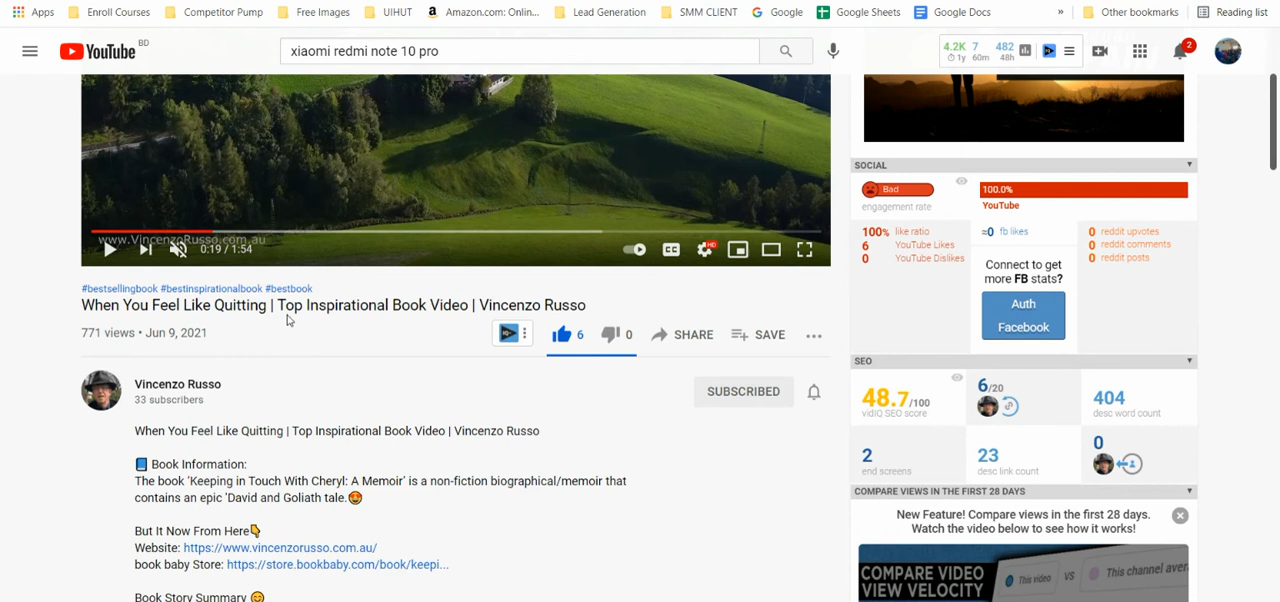 Apps Enroll Courses Competitor Pump Free Images UIHUT Amazon.com: Onlin... Lead Generation SMM CLIENT Google Google Sheets Google Docs » Other bookmarks Reading list
YouTube BD xiaomi redmi note 10 pro 4.2K 7 482 2
1y 60m 48h
www.VincenzoRusso.com.au
0:19 / 1:54 CC HD
#bestsellingbook #bestinspirationalbook #bestbook
When You Feel Like Quitting | Top Inspirational Book Video | Vincenzo Russo
771 views • Jun 9, 2021 6 0 SHARE SAVE
Vincenzo Russo
33 subscribers
SUBSCRIBED
When You Feel Like Quitting | Top Inspirational Book Video | Vincenzo Russo
📘 Book Information:
The book 'Keeping in Touch With Cheryl: A Memoir' is a non-fiction biographical/memoir that
contains an epic 'David and Goliath tale.😍
But It Now From Here👇
Website: https://www.vincenzorusso.com.au/
book baby Store: https://store.bookbaby.com/book/keepi...
Book Story Summary 😊
SOCIAL
Bad
engagement rate
100.0%
YouTube
100% like ratio
6 YouTube Likes
0 YouTube Dislikes
≈0 fb likes
Connect to get
more FB stats?
Auth
Facebook
0 reddit upvotes
0 reddit comments
0 reddit posts
SEO
48.7/100
vidIQ SEO score
6/20
404
desc word count
2
end screens
23
desc link count
0
COMPARE VIEWS IN THE FIRST 28 DAYS
New Feature! Compare views in the first 28 days.
Watch the video below to see how it works!
COMPARE VIDEO
VIEW VELOCITY
This video VS This channel aver